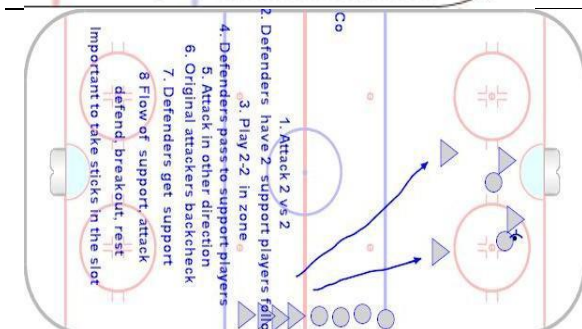 Co
1. Attack 2 vs 2
2. Defenders have 2 support players follo
3. Play 2-2 in zone
4. Defenders pass to support players
5. Attack in other direction
6. Original attackers backcheck
7. Defenders get support
8 Flow of support, attack
defend, breakout, rest
Important to take sticks in the slot